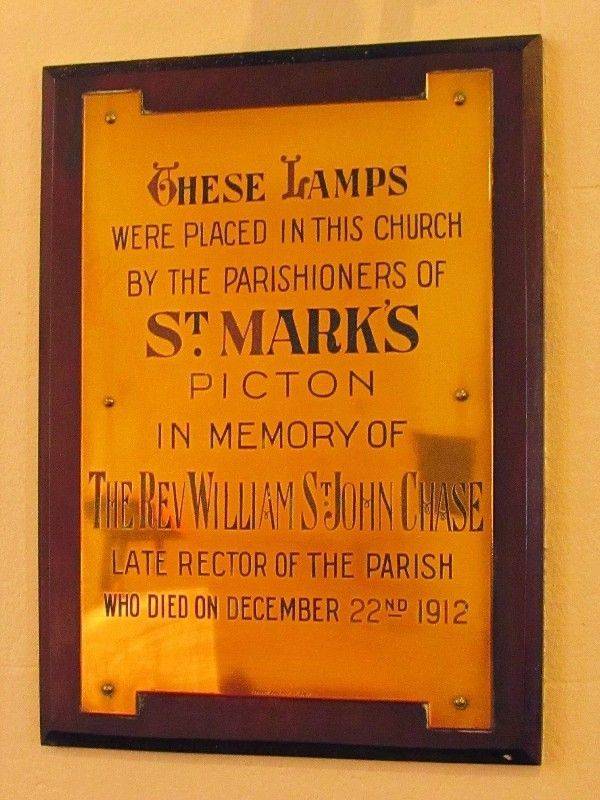 THESE LAMPS
WERE PLACED IN THIS CHURCH
BY THE PARISHIONERS OF
ST. MARK'S
PICTON
IN MEMORY OF
THE REV WILLIAM ST JOHN CHASE
LATE RECTOR OF THE PARISH
WHO DIED ON DECEMBER 22ND 1912